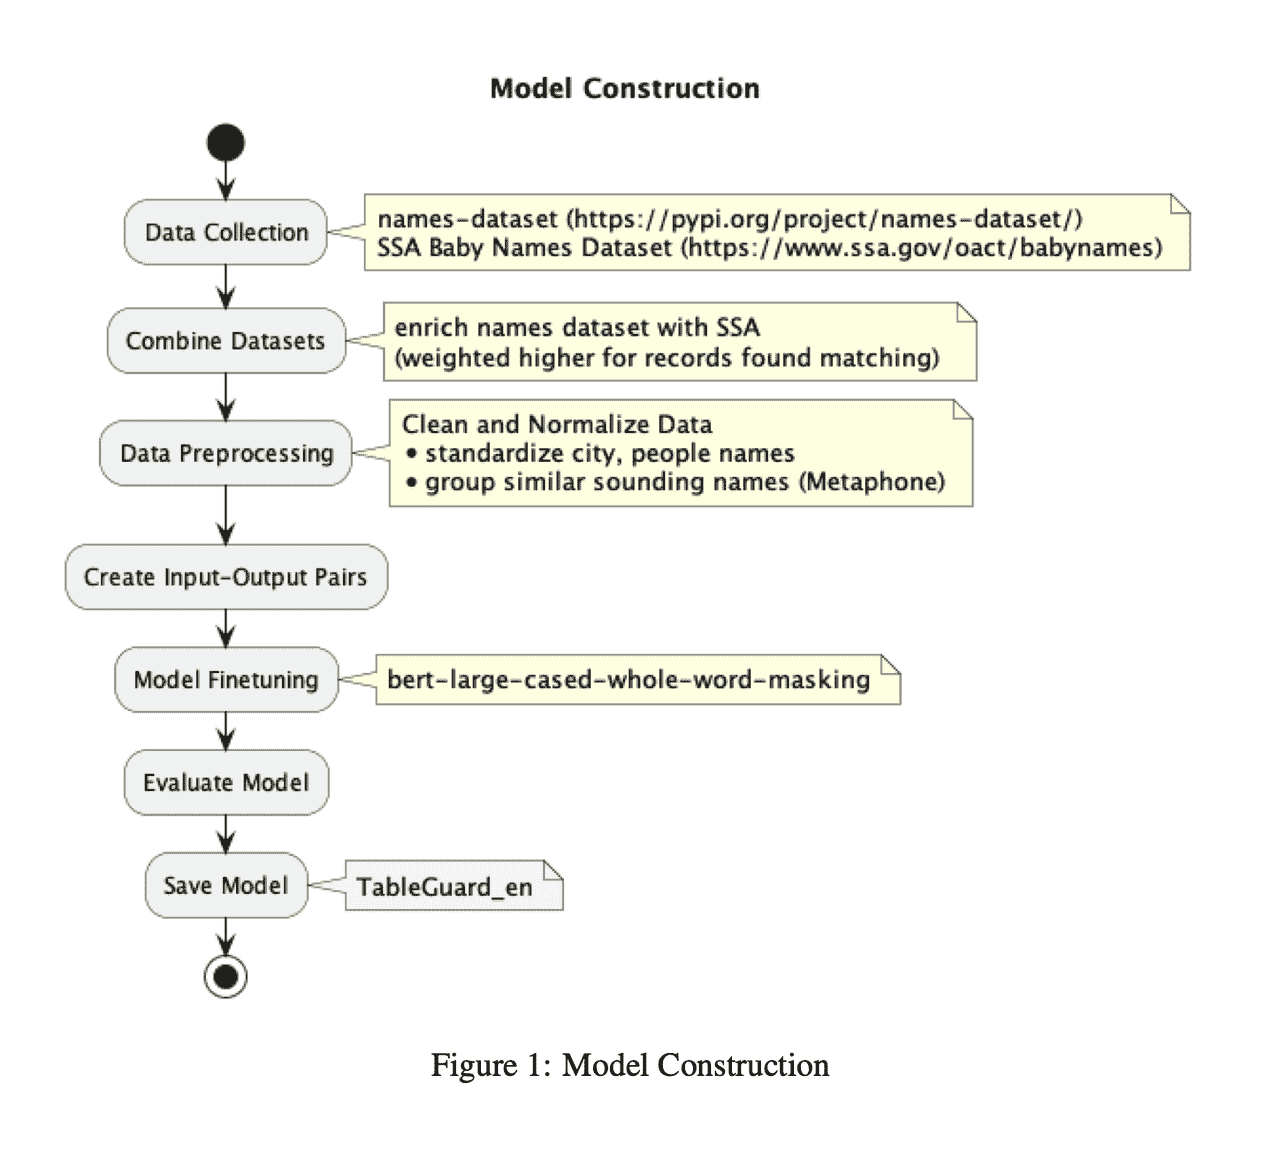 Model Construction
Data Collection
names-dataset (https://pypi.org/project/names-dataset/)
SSA Baby Names Dataset (https://www.ssa.gov/oact/babynames)
Combine Datasets
enrich names dataset with SSA
(weighted higher for records found matching)
Data Preprocessing
Clean and Normalize Data
• standardize city, people names
• group similar sounding names (Metaphone)
Create Input-Output Pairs
Model Finetuning
bert-large-cased-whole-word-masking
Evaluate Model
Save Model
TableGuard_en
Figure 1: Model Construction